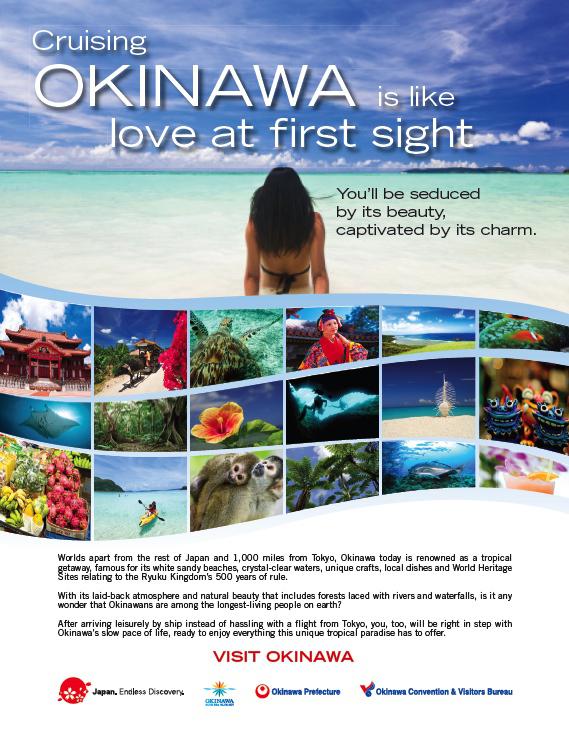 Cruising
OKINAWA is like
love at first sight
You'll be seduced
by its beauty,
captivated by its charm.
Worlds apart from the rest of Japan and 1,000 miles from Tokyo, Okinawa today is renowned as a tropical
getaway, famous for its white sandy beaches, crystal-clear waters, unique crafts, local dishes and World Heritage
Sites relating to the Ryuku Kingdom's 500 years of rule.
With its laid-back atmosphere and natural beauty that includes forests laced with rivers and waterfalls, is it any
wonder that Okinawans are among the longest-living people on earth?
After arriving leisurely by ship instead of hassling with a flight from Tokyo, you, too, will be right in step with
Okinawa's slow pace of life, ready to enjoy everything this unique tropical paradise has to offer.
VISIT OKINAWA
Japan. Endless Discovery.
OKINAWA
Okinawa Prefecture
Okinawa Convention & Visitors Bureau